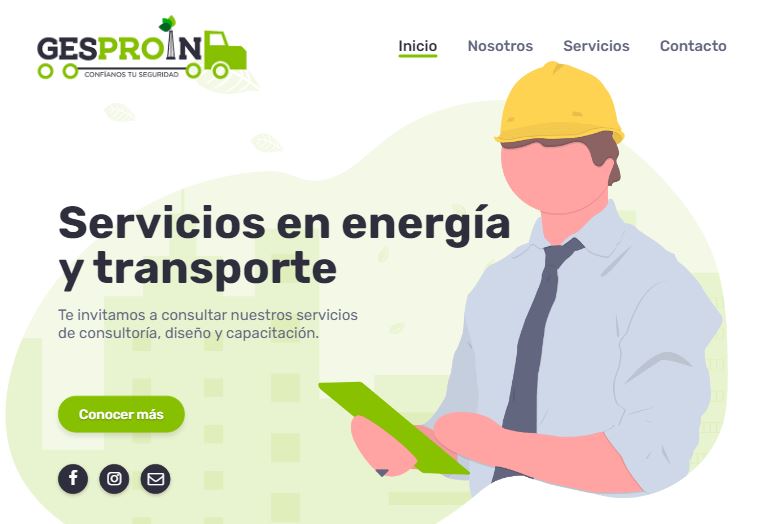 GESPROIN
CONFÍANOS TU SEGURIDAD
Inicio
Nosotros
Servicios
Contacto
Servicios en energía
y transporte
Te invitamos a consultar nuestros servicios
de consultoría, diseño y capacitación.
Conocer más